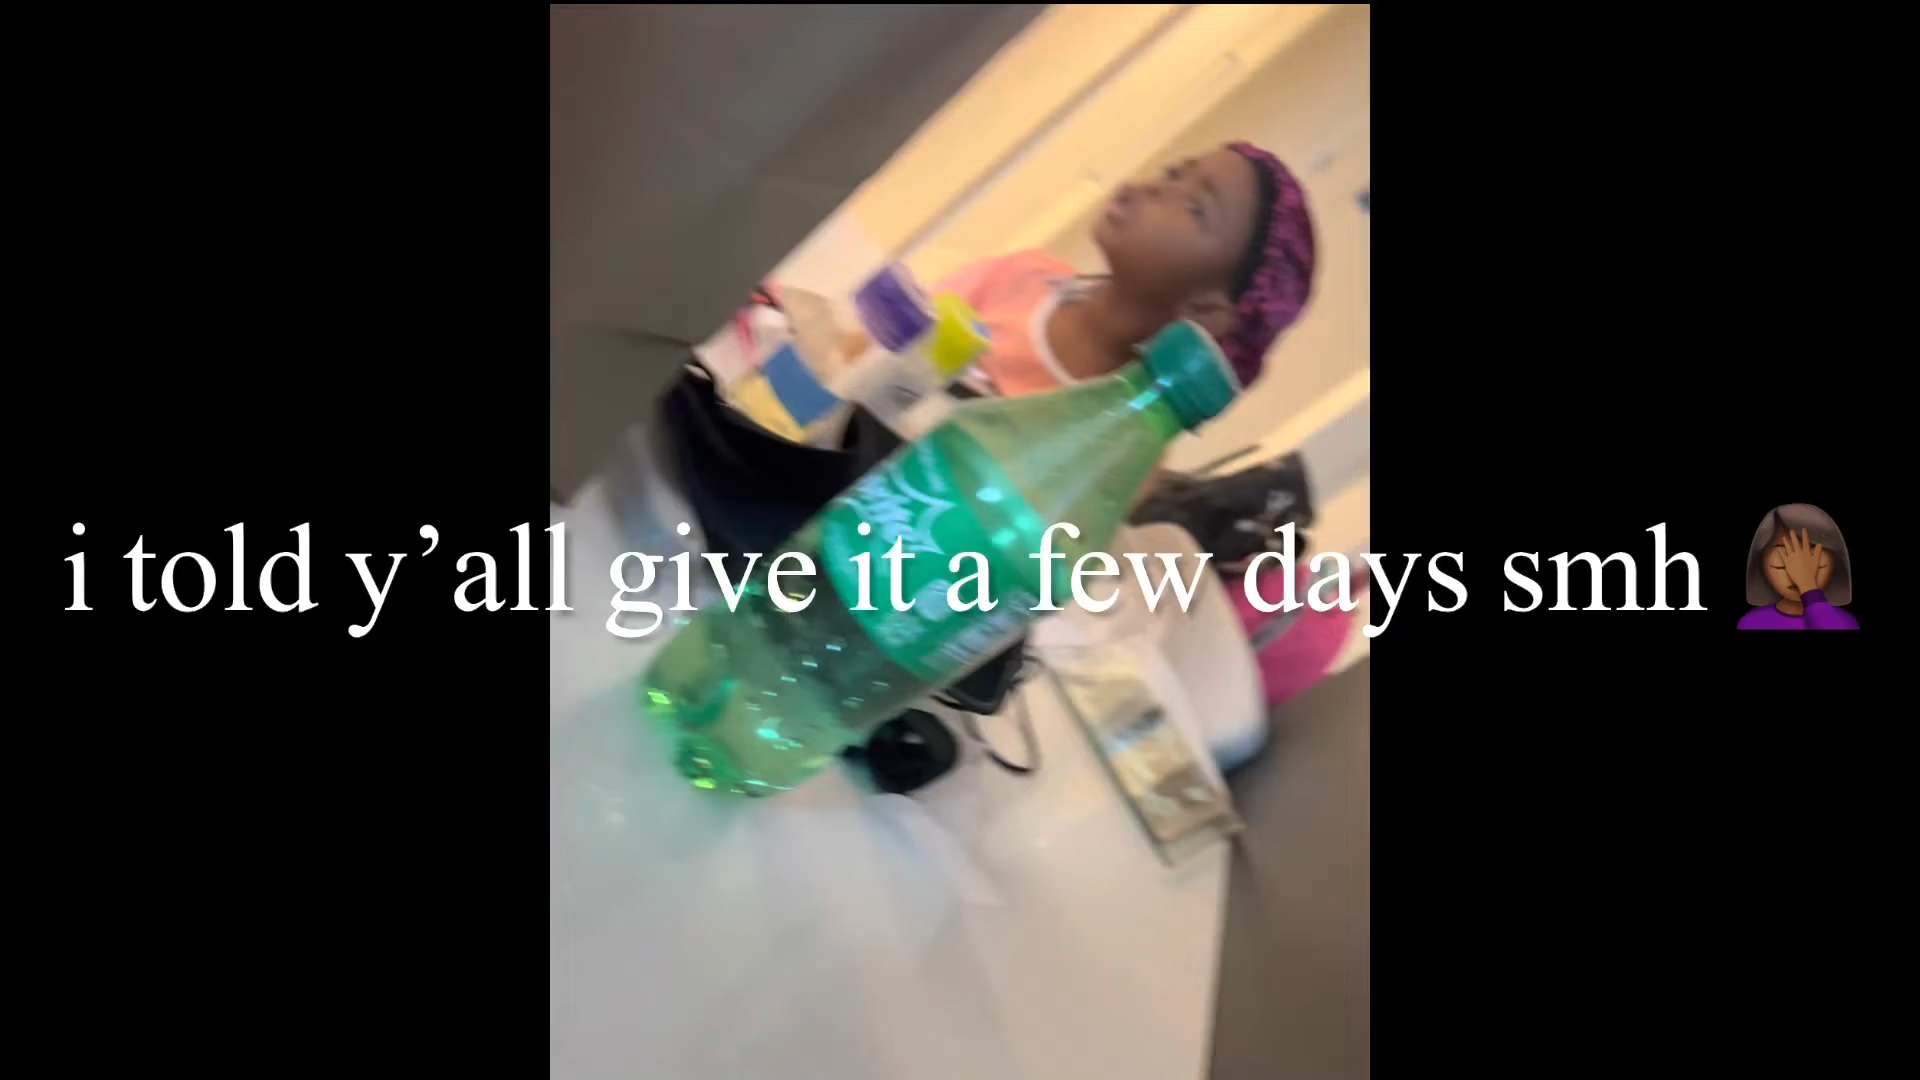 i told y’all give it a few days smh 🤦🏾‍♀️